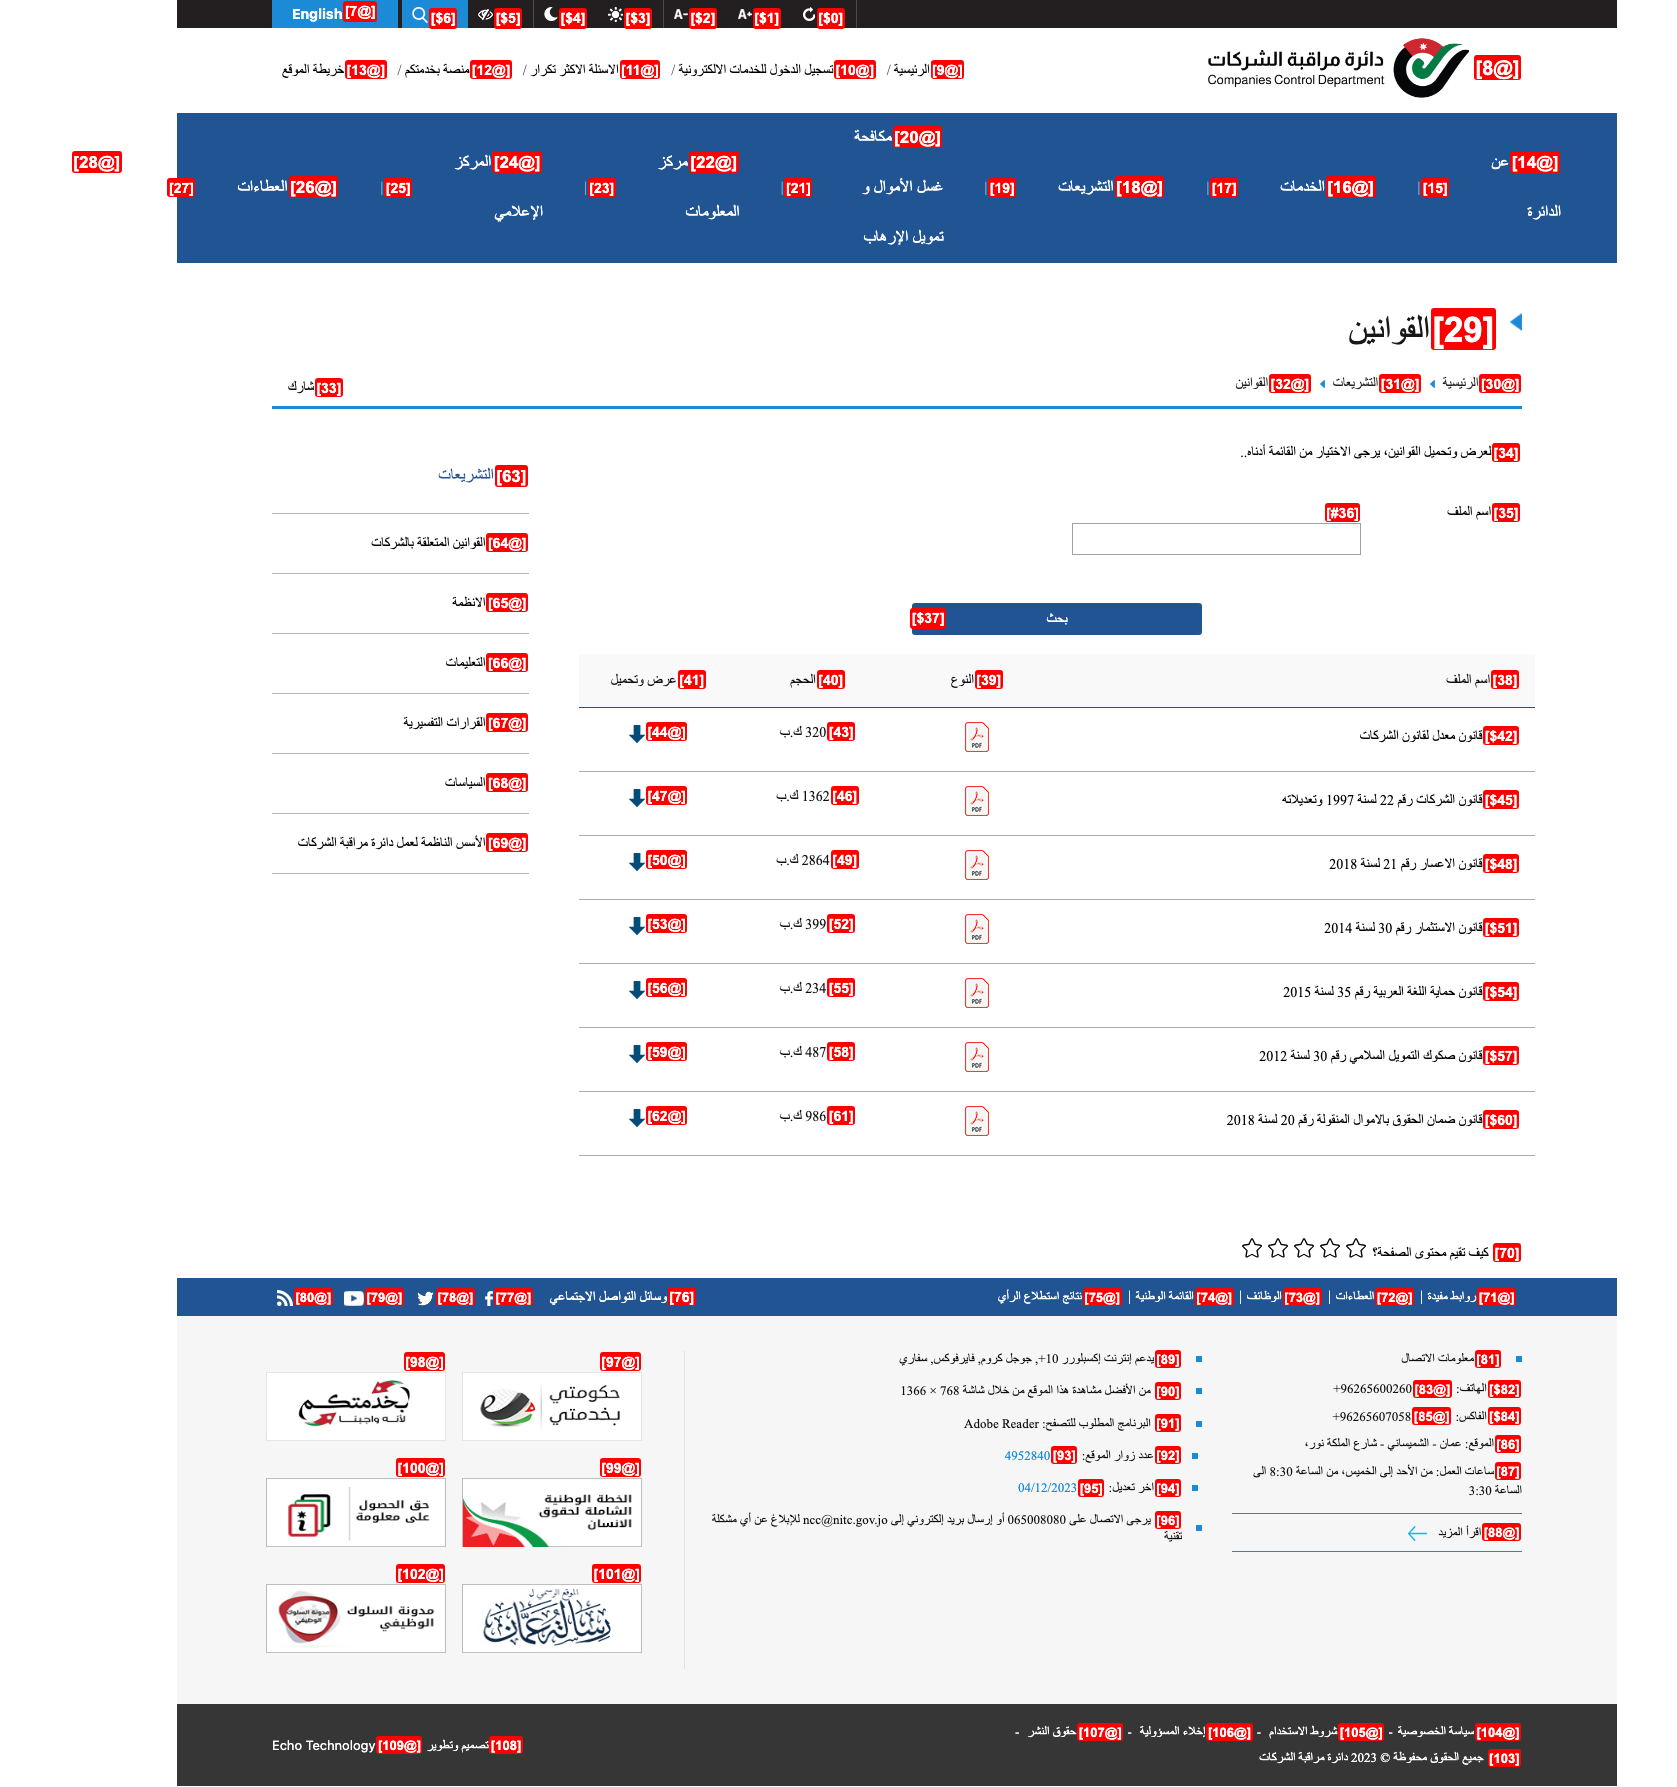 English [@7] [$6] [$5] [$4] [$3] A- [$2] A+ [$1] [$0]
[@8] دائرة مراقبة الشركات
Companies Control Department
[@9] الرئيسية / [@10] تسجيل الدخول للخدمات الالكترونية / [@11] الاسئلة الاكثر تكرار / [@12] منصة بخدمتكم / [@13] خريطة الموقع
[@14] عن الدائرة
[15] |
[@16] الخدمات
[17] |
[@18] التشريعات
[19] |
[@20] مكافحة غسل الأموال و تمويل الإرهاب
[21] |
[@22] مركز المعلومات
[23] |
[@24] المركز الإعلامي
[25] |
[@26] العطاءات
[27]
[@28]
[29] القوانين
[@30] الرئيسية [@31] التشريعات [@32] القوانين
[33] شارك
[34] لعرض وتحميل القوانين، يرجى الاختيار من القائمة أدناه..
[35] اسم الملف [#36]
[$37] بحث
[38] اسم الملف [39] النوع [40] الحجم [41] عرض وتحميل
[$42] قانون معدل لقانون الشركات PDF [43] 320 ك.ب [@44]
[$45] قانون الشركات رقم 22 لسنة 1997 وتعديلاته PDF [46] 1362 ك.ب [@47]
[$48] قانون الاعسار رقم 21 لسنة 2018 PDF [49] 2864 ك.ب [@50]
[$51] قانون الاستثمار رقم 30 لسنة 2014 PDF [52] 399 ك.ب [@53]
[$54] قانون حماية اللغة العربية رقم 35 لسنة 2015 PDF [55] 234 ك.ب [@56]
[$57] قانون صكوك التمويل السلامي رقم 30 لسنة 2012 PDF [58] 487 ك.ب [@59]
[$60] قانون ضمان الحقوق بالاموال المنقولة رقم 20 لسنة 2018 PDF [61] 986 ك.ب [@62]
[63] التشريعات
[@64] القوانين المتعلقة بالشركات
[@65] الانظمة
[@66] التعليمات
[@67] القرارات التفسيرية
[@68] السياسات
[@69] الأسس الناظمة لعمل دائرة مراقبة الشركات
[70] كيف تقيم محتوى الصفحة؟
[@71] روابط مفيدة | [@72] العطاءات | [@73] الوظائف | [@74] القائمة الوطنية | [@75] نتائج استطلاع الرأي
[76] وسائل التواصل الاجتماعي [@77] [@78] [@79] [@80]
[81] معلومات الاتصال
[$82] الهاتف: [@83] 96265600260+
[$84] الفاكس: [@85] 96265607058+
[86] الموقع: عمان - الشميساني - شارع الملكة نور،
[87] ساعات العمل: من الأحد إلى الخميس، من الساعة 8:30 الى
الساعة 3:30
[@88] اقرأ المزيد
[89] يدعم إنترنت إكسبلورر 10+, جوجل كروم, فايرفوكس, سفاري
[90] من الأفضل مشاهدة هذا الموقع من خلال شاشة 768 × 1366
[91] البرنامج المطلوب للتصفح: Adobe Reader
[92] عدد زوار الموقع: [93] 4952840
[94] اخر تعديل: [95] 04/12/2023
[96] يرجى الاتصال على 065008080 أو إرسال بريد إلكتروني إلى ncc@nitc.gov.jo للإبلاغ عن أي مشكلة
تقنية
[@97] حكومتي بخدمتي
[@98] بخدمتكم
لأنه واجبنا
[@99] الخطة الوطنية
الشاملة لحقوق
الانسان
[@100] حق الحصول
على معلومة
[@101] الموقع الرسمي ل
رسالة عمان
[@102] مدونة السلوك
الوظيفي
[@104] سياسة الخصوصية - [@105] شروط الاستخدام - [@106] إخلاء المسؤولية - [@107] حقوق النشر -
[103] جميع الحقوق محفوظة © 2023 دائرة مراقبة الشركات
[108] تصميم وتطوير [@109] Echo Technology